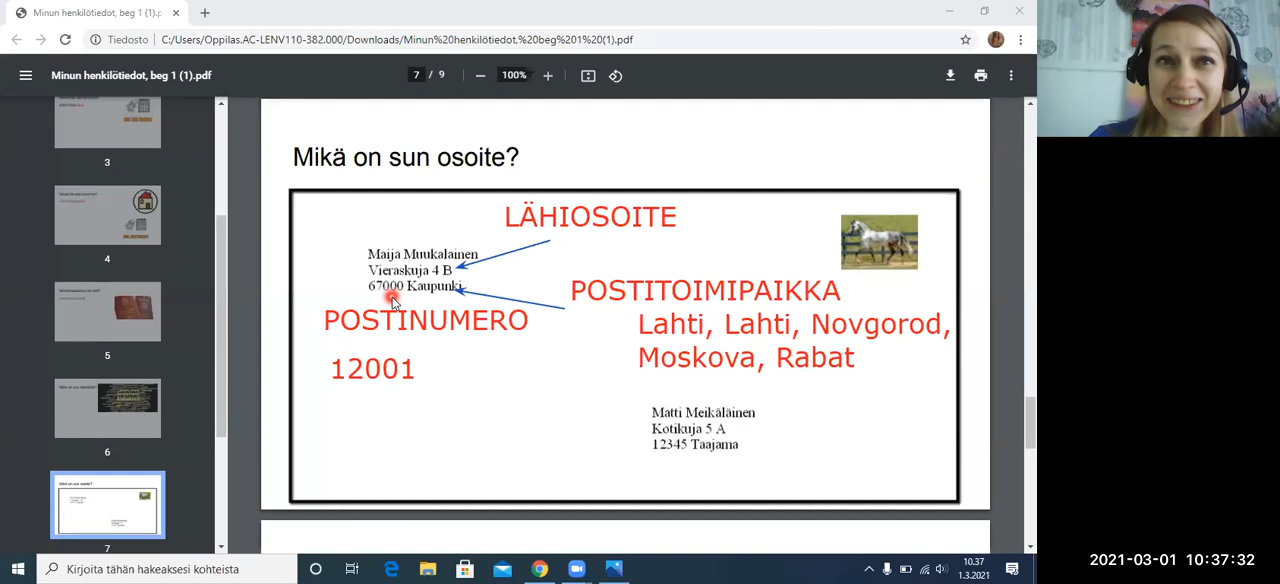 Minun henkilötiedot, beg 1 (1).p
Tiedosto
C:/Users/Oppilas.AC-LENV110-382.000/Downloads/Minun%20henkilötiedot,%20beg%201%20(1).pdf
Minun henkilötiedot, beg 1 (1).pdf
7 / 9
100%
3
4
5
6
7
Mikä on sun osoite?
LÄHIOSOITE
Maija Muukalainen
Vieraskuja 4 B
67000 Kaupunki
POSTITOIMIPAIKKA
Lahti, Lahti, Novgorod,
Moskova, Rabat
POSTINUMERO
12001
Matti Meikäläinen
Kotikuja 5 A
12345 Taajama
Kirjoita tähän hakeaksesi kohteista
10.37
1.3.2021
2021-03-01 10:37:32